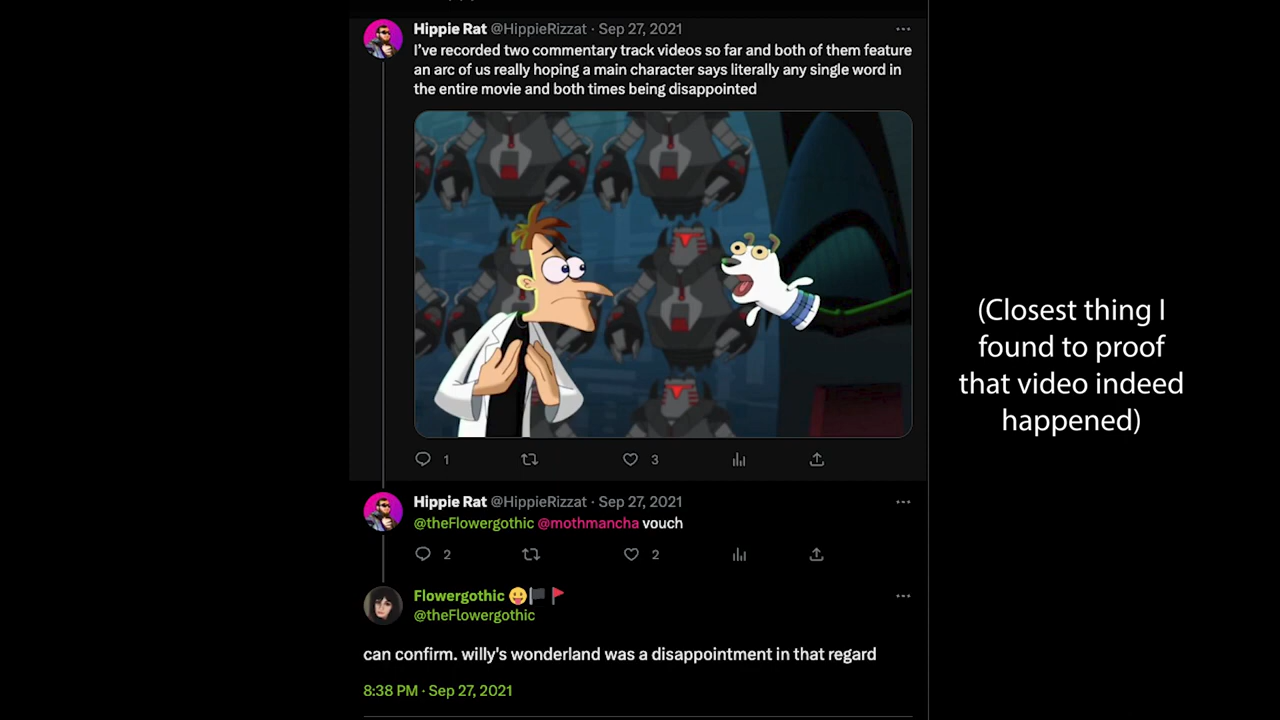 Hippie Rat @HippieRizzat · Sep 27, 2021
I've recorded two commentary track videos so far and both of them feature
an arc of us really hoping a main character says literally any single word in
the entire movie and both times being disappointed
1 3
Hippie Rat @HippieRizzat · Sep 27, 2021
@theFlowergothic @mothmancha vouch
2 2
Flowergothic 😛🏴🚩
@theFlowergothic
can confirm. willy's wonderland was a disappointment in that regard
8:38 PM · Sep 27, 2021
(Closest thing I
found to proof
that video indeed
happened)